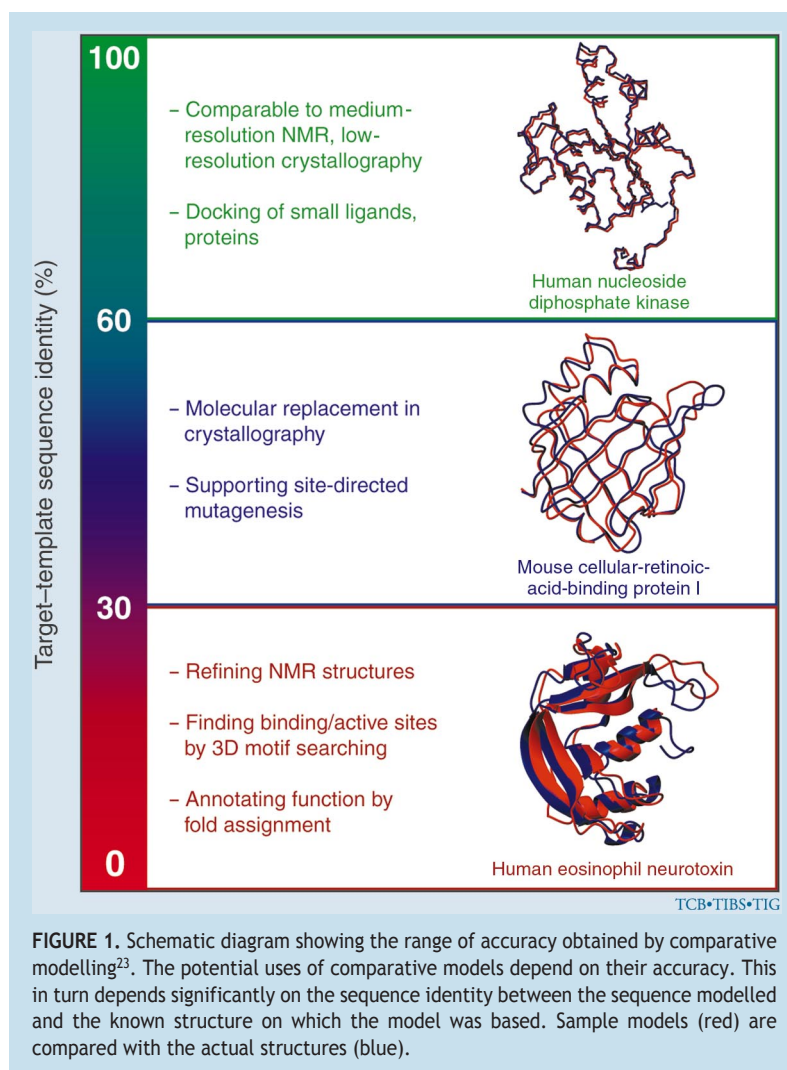 Target–template sequence identity (%)
100
– Comparable to medium-
resolution NMR, low-
resolution crystallography
– Docking of small ligands,
proteins
Human nucleoside
diphosphate kinase
60
– Molecular replacement in
crystallography
– Supporting site-directed
mutagenesis
Mouse cellular-retinoic-
acid-binding protein I
30
– Refining NMR structures
– Finding binding/active sites
by 3D motif searching
– Annotating function by
fold assignment
0
Human eosinophil neurotoxin
TCB•TIBS•TIG
FIGURE 1. Schematic diagram showing the range of accuracy obtained by comparative
modelling23. The potential uses of comparative models depend on their accuracy. This
in turn depends significantly on the sequence identity between the sequence modelled
and the known structure on which the model was based. Sample models (red) are
compared with the actual structures (blue).